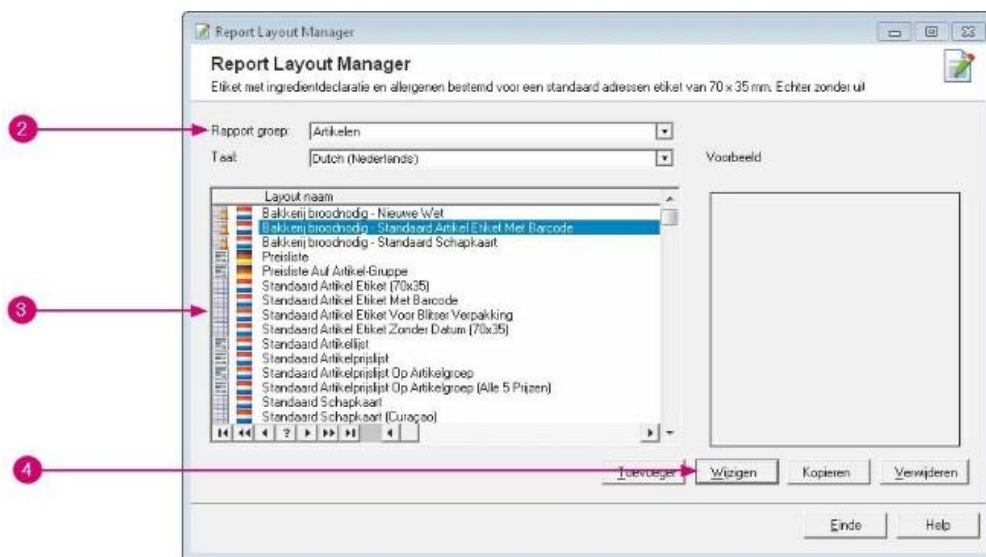 Report Layout Manager
Report Layout Manager
Etiket met ingredientdeclaratie en allergenen bestemd voor een standaard adressen etiket van 70 x 35 mm. Echter zonder uit
2
Rapport groep: Artikelen
Taal: Dutch (Nederlands)
Voorbeeld
Layout naam
Bakkerij broodnodig - Nieuwe Wet
Bakkerij broodnodig - Standaard Artikel Etiket Met Barcode
Bakkerij broodnodig - Standaard Schapkaart
Preisliste
Preisliste Auf Artikel-Gruppe
Standaard Artikel Etiket (70x35)
Standaard Artikel Etiket Met Barcode
3
Standaard Artikel Etiket Voor Blitser Verpakking
Standaard Artikel Etiket Zonder Datum (70x35)
Standaard Artikellijst
Standaard Artikelprijslijst
Standaard Artikelprijslijst Op Artikelgroep
Standaard Artikelprijslijst Op Artikelgroep (Alle 5 Prijzen)
Standaard Schapkaart
Standaard Schapkaart (Curaçao)
?
4
Toevoegen Wijzigen Kopieren Verwijderen
Einde Help